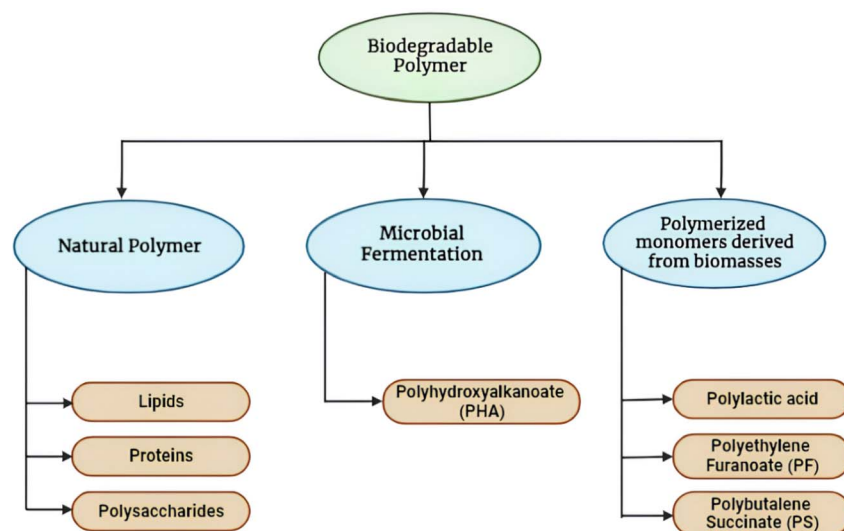 Biodegradable
Polymer
Natural Polymer
Microbial
Fermentation
Polymerized
monomers derived
from biomasses
Lipids
Proteins
Polysaccharides
Polyhydroxyalkanoate
(PHA)
Polylactic acid
Polyethylene
Furanoate (PF)
Polybutalene
Succinate (PS)